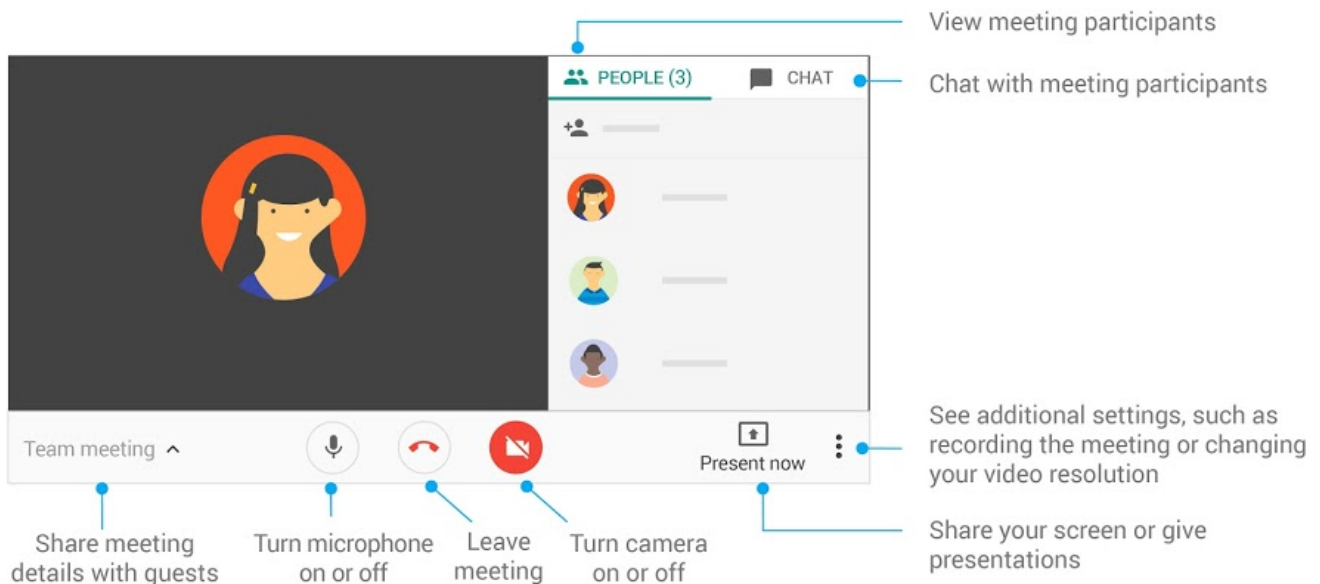 View meeting participants
PEOPLE (3)
CHAT
Chat with meeting participants
Team meeting
Present now
See additional settings, such as
recording the meeting or changing
your video resolution
Share meeting
details with guests
Turn microphone
on or off
Leave
meeting
Turn camera
on or off
Share your screen or give
presentations